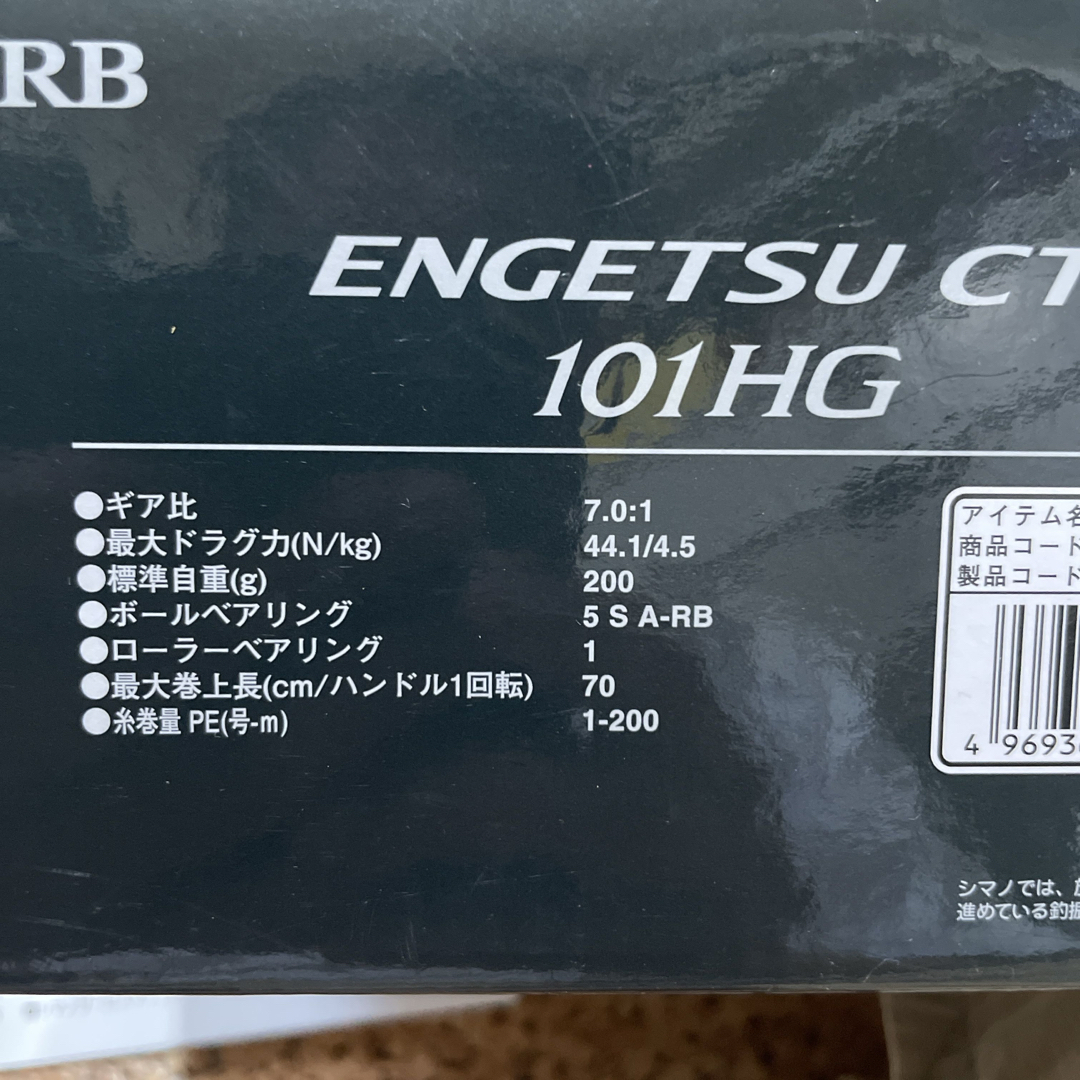 RB
ENGETSU CT
101HG
●ギア比 7.0:1
●最大ドラグ力(N/kg) 44.1/4.5
●標準自重(g) 200
●ボールベアリング 5 S A-RB
●ローラーベアリング 1
●最大巻上長(cm/ハンドル1回転) 70
●糸巻量 PE(号-m) 1-200
アイテム名
商品コード
製品コード
4 96936
シマノでは、
進めている釣